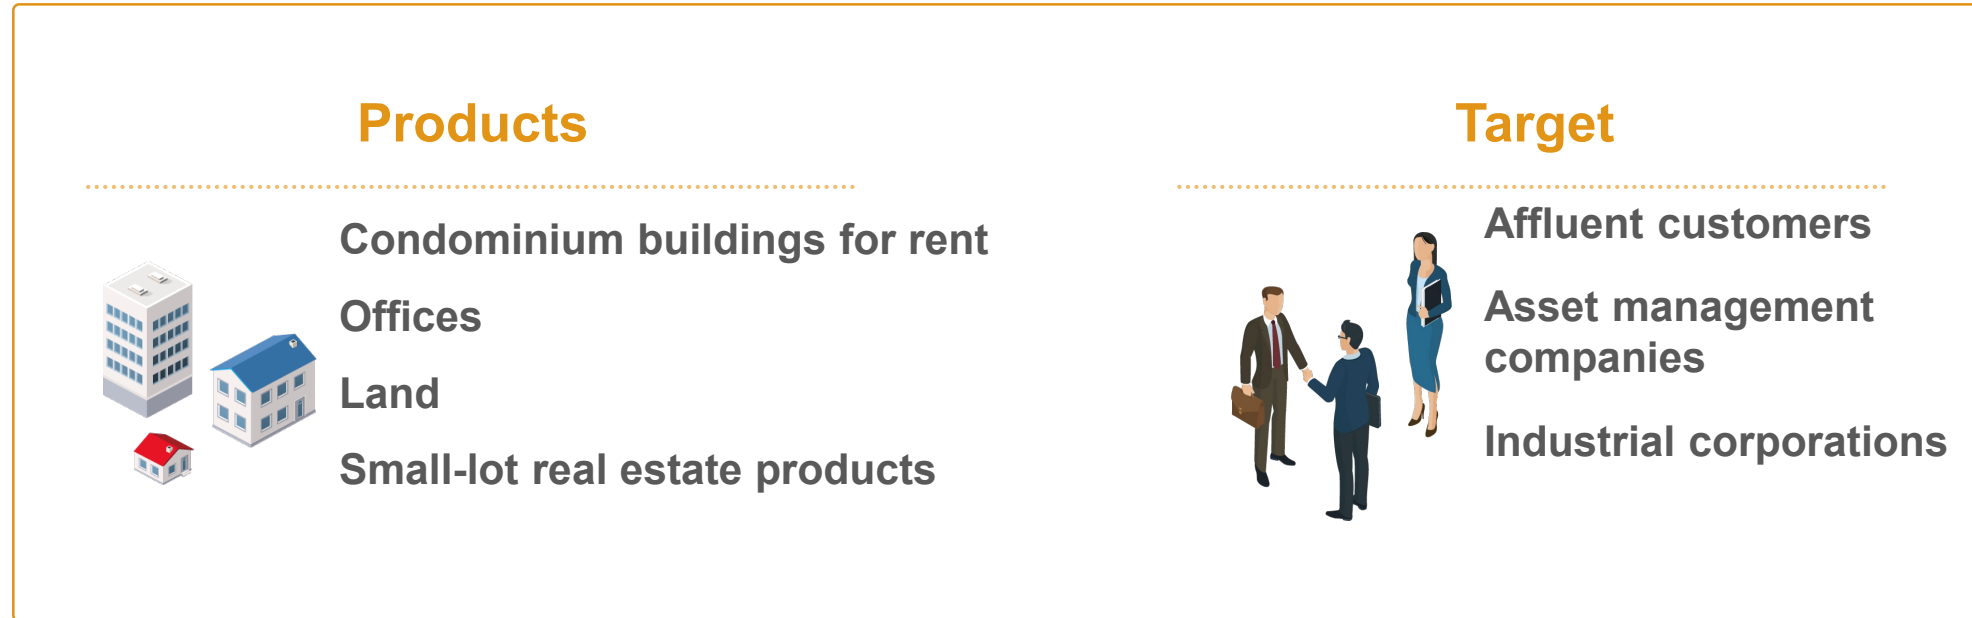 Products
Condominium buildings for rent
Offices
Land
Small-lot real estate products
Target
Affluent customers
Asset management
companies
Industrial corporations